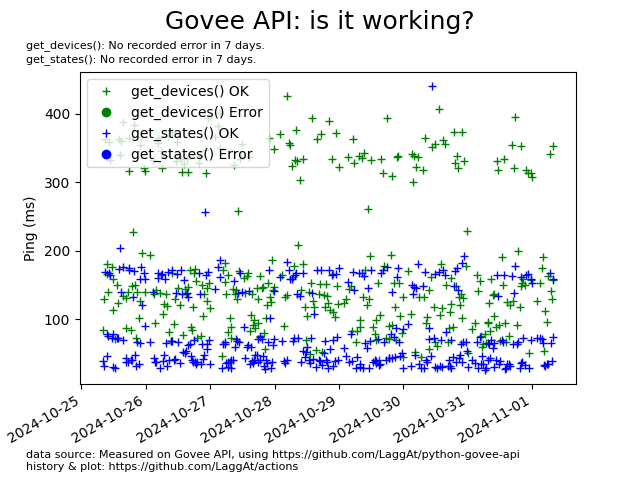 Govee API: is it working?
get_devices(): No recorded error in 7 days.
get_states(): No recorded error in 7 days.
get_devices() OK
get_devices() Error
get_states() OK
get_states() Error
400
300
200
100
Ping (ms)
2024-10-25
2024-10-26
2024-10-27
2024-10-28
2024-10-29
2024-10-30
2024-10-31
2024-11-01
data source: Measured on Govee API, using https://github.com/LaggAt/python-govee-api
history & plot: https://github.com/LaggAt/actions